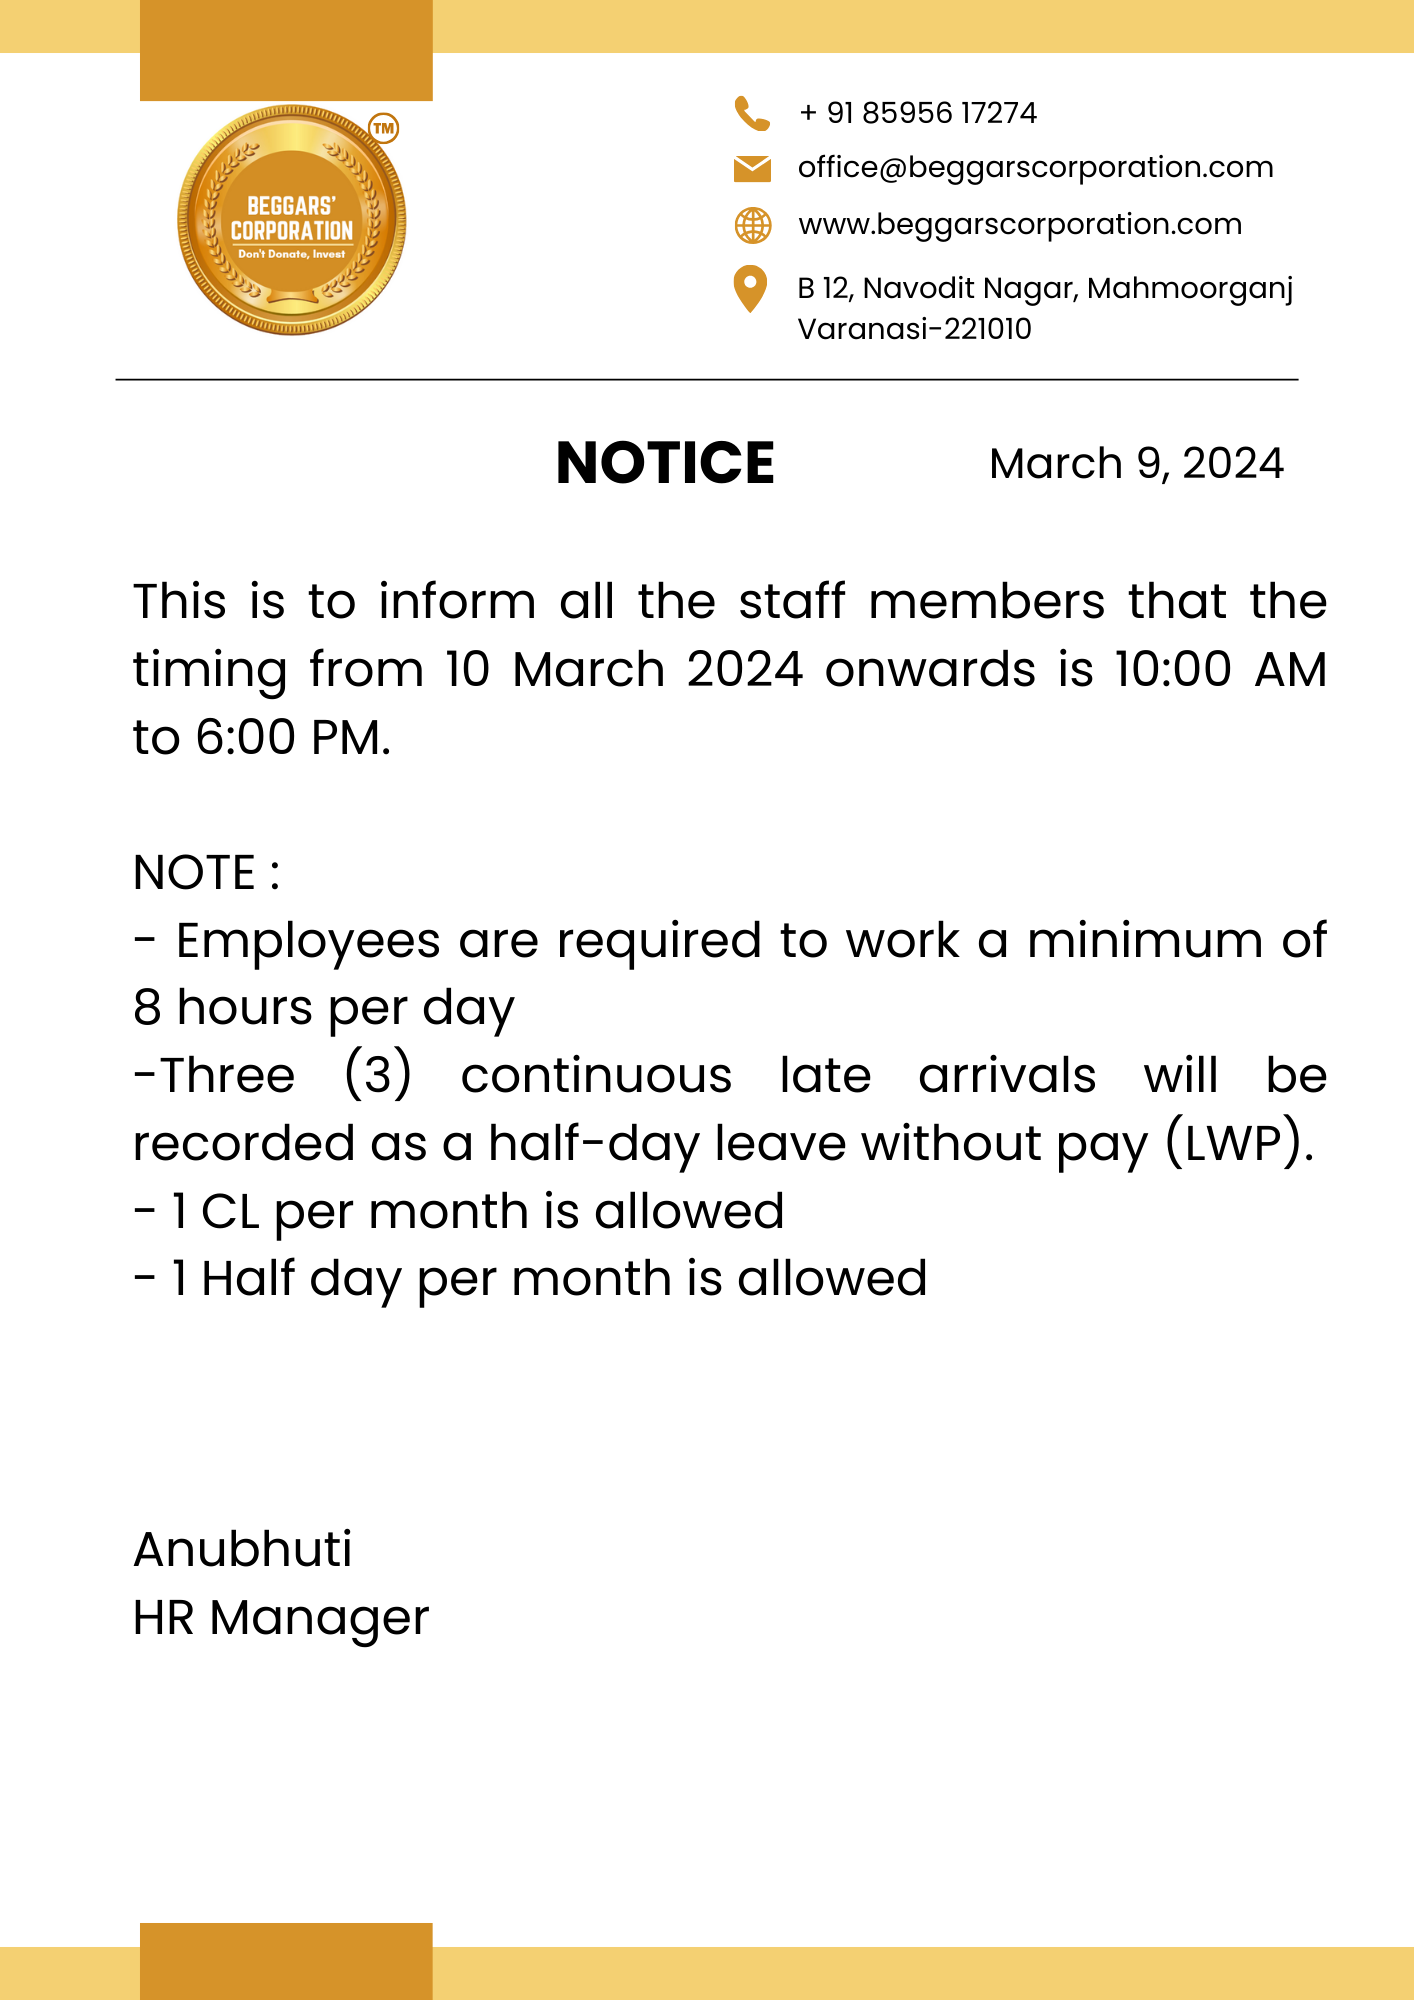 TM
BEGGARS'
CORPORATION
Don't Donate, Invest
+ 91 85956 17274
office@beggarscorporation.com
www.beggarscorporation.com
B 12, Navodit Nagar, Mahmoorganj
Varanasi-221010
NOTICE
March 9, 2024
This is to inform all the staff members that the
timing from 10 March 2024 onwards is 10:00 AM
to 6:00 PM.
NOTE :
- Employees are required to work a minimum of
8 hours per day
-Three (3) continuous late arrivals will be
recorded as a half-day leave without pay (LWP).
- 1 CL per month is allowed
- 1 Half day per month is allowed
Anubhuti
HR Manager